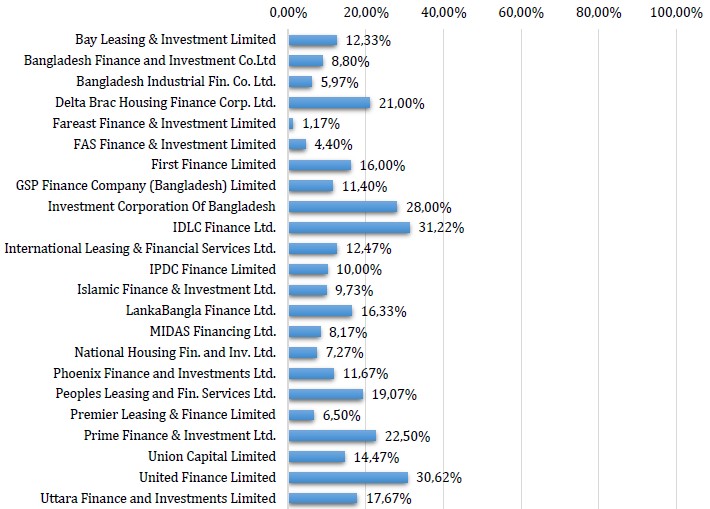 0,00% 20,00% 40,00% 60,00% 80,00% 100,00%
Bay Leasing & Investment Limited 12,33%
Bangladesh Finance and Investment Co.Ltd 8,80%
Bangladesh Industrial Fin. Co. Ltd. 5,97%
Delta Brac Housing Finance Corp. Ltd. 21,00%
Fareast Finance & Investment Limited 1,17%
FAS Finance & Investment Limited 4,40%
First Finance Limited 16,00%
GSP Finance Company (Bangladesh) Limited 11,40%
Investment Corporation Of Bangladesh 28,00%
IDLC Finance Ltd. 31,22%
International Leasing & Financial Services Ltd. 12,47%
IPDC Finance Limited 10,00%
Islamic Finance & Investment Ltd. 9,73%
LankaBangla Finance Ltd. 16,33%
MIDAS Financing Ltd. 8,17%
National Housing Fin. and Inv. Ltd. 7,27%
Phoenix Finance and Investments Ltd. 11,67%
Peoples Leasing and Fin. Services Ltd. 19,07%
Premier Leasing & Finance Limited 6,50%
Prime Finance & Investment Ltd. 22,50%
Union Capital Limited 14,47%
United Finance Limited 30,62%
Uttara Finance and Investments Limited 17,67%